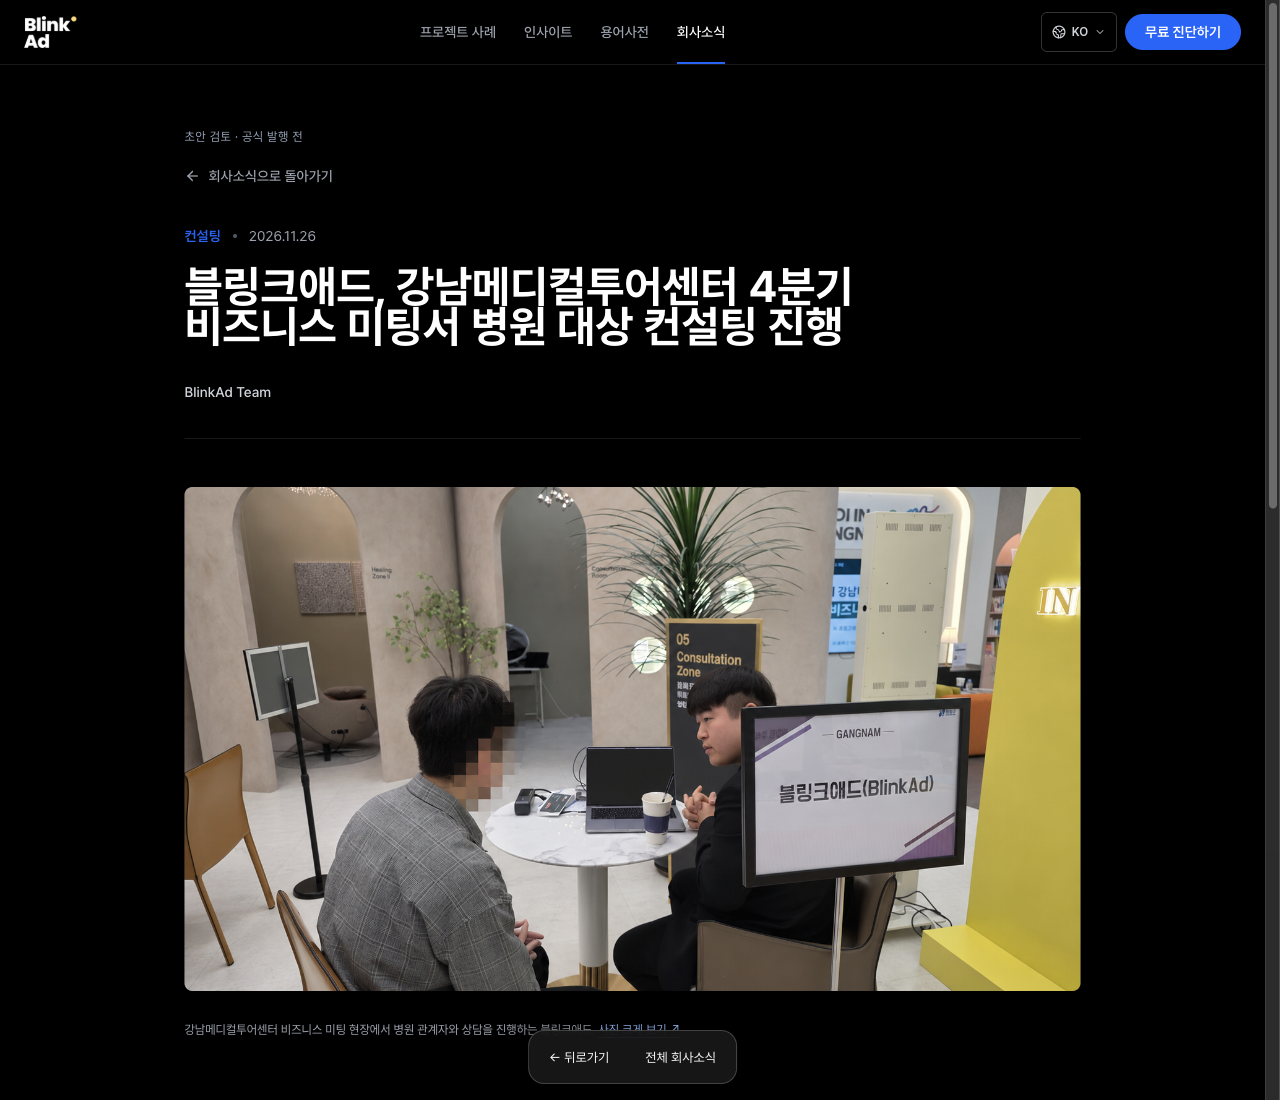 Blink
Ad
프로젝트 사례
인사이트
용어사전
회사소식
KO
무료 진단하기
초안 검토 · 공식 발행 전
← 회사소식으로 돌아가기
컨설팅 • 2026.11.26
블링크애드, 강남메디컬투어센터 4분기
비즈니스 미팅서 병원 대상 컨설팅 진행
BlinkAd Team
Healing
Zone II
Consultation
Room
05
Consultation
Zone
IN
GANGNAM
블링크애드(BlinkAd)
강남메디컬투어센터 비즈니스 미팅 현장에서 병원 관계자와 상담을 진행하는 블링크애드. 사진 크게 보기 ↗
← 뒤로가기
전체 회사소식